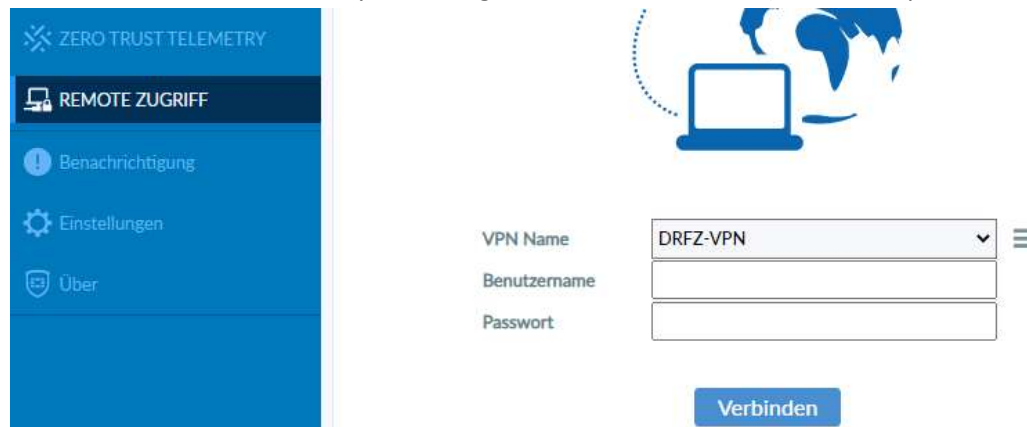 ZERO TRUST TELEMETRY
REMOTE ZUGRIFF
Benachrichtigung
Einstellungen
Über
VPN Name
DRFZ-VPN
Benutzername
Passwort
Verbinden